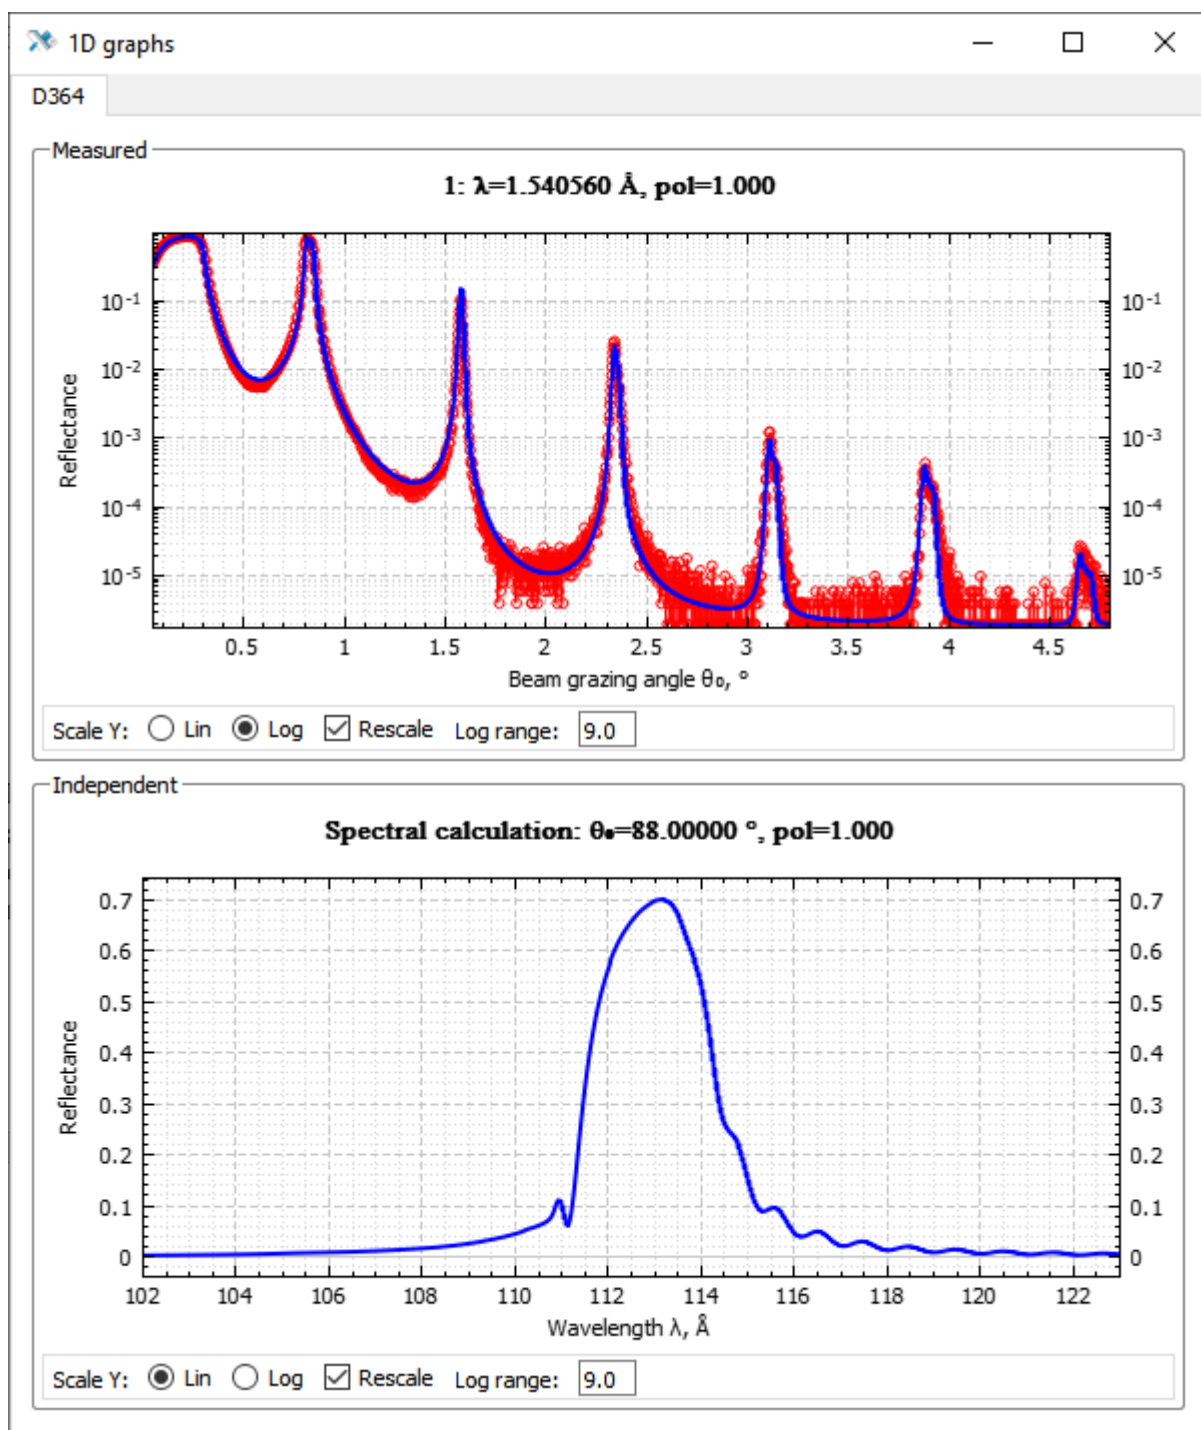 1D graphs
D364
Measured
1: λ=1.540560 Å, pol=1.000
Reflectance
10⁻¹ 10⁻¹
10⁻² 10⁻²
10⁻³ 10⁻³
10⁻⁴ 10⁻⁴
10⁻⁵ 10⁻⁵
0.5 1 1.5 2 2.5 3 3.5 4 4.5
Beam grazing angle θ₀, °
Scale Y: Lin Log Rescale Log range: 9.0
Independent
Spectral calculation: θ₀=88.00000 °, pol=1.000
Reflectance
0.7 0.7
0.6 0.6
0.5 0.5
0.4 0.4
0.3 0.3
0.2 0.2
0.1 0.1
0 0
102 104 106 108 110 112 114 116 118 120 122
Wavelength λ, Å
Scale Y: Lin Log Rescale Log range: 9.0